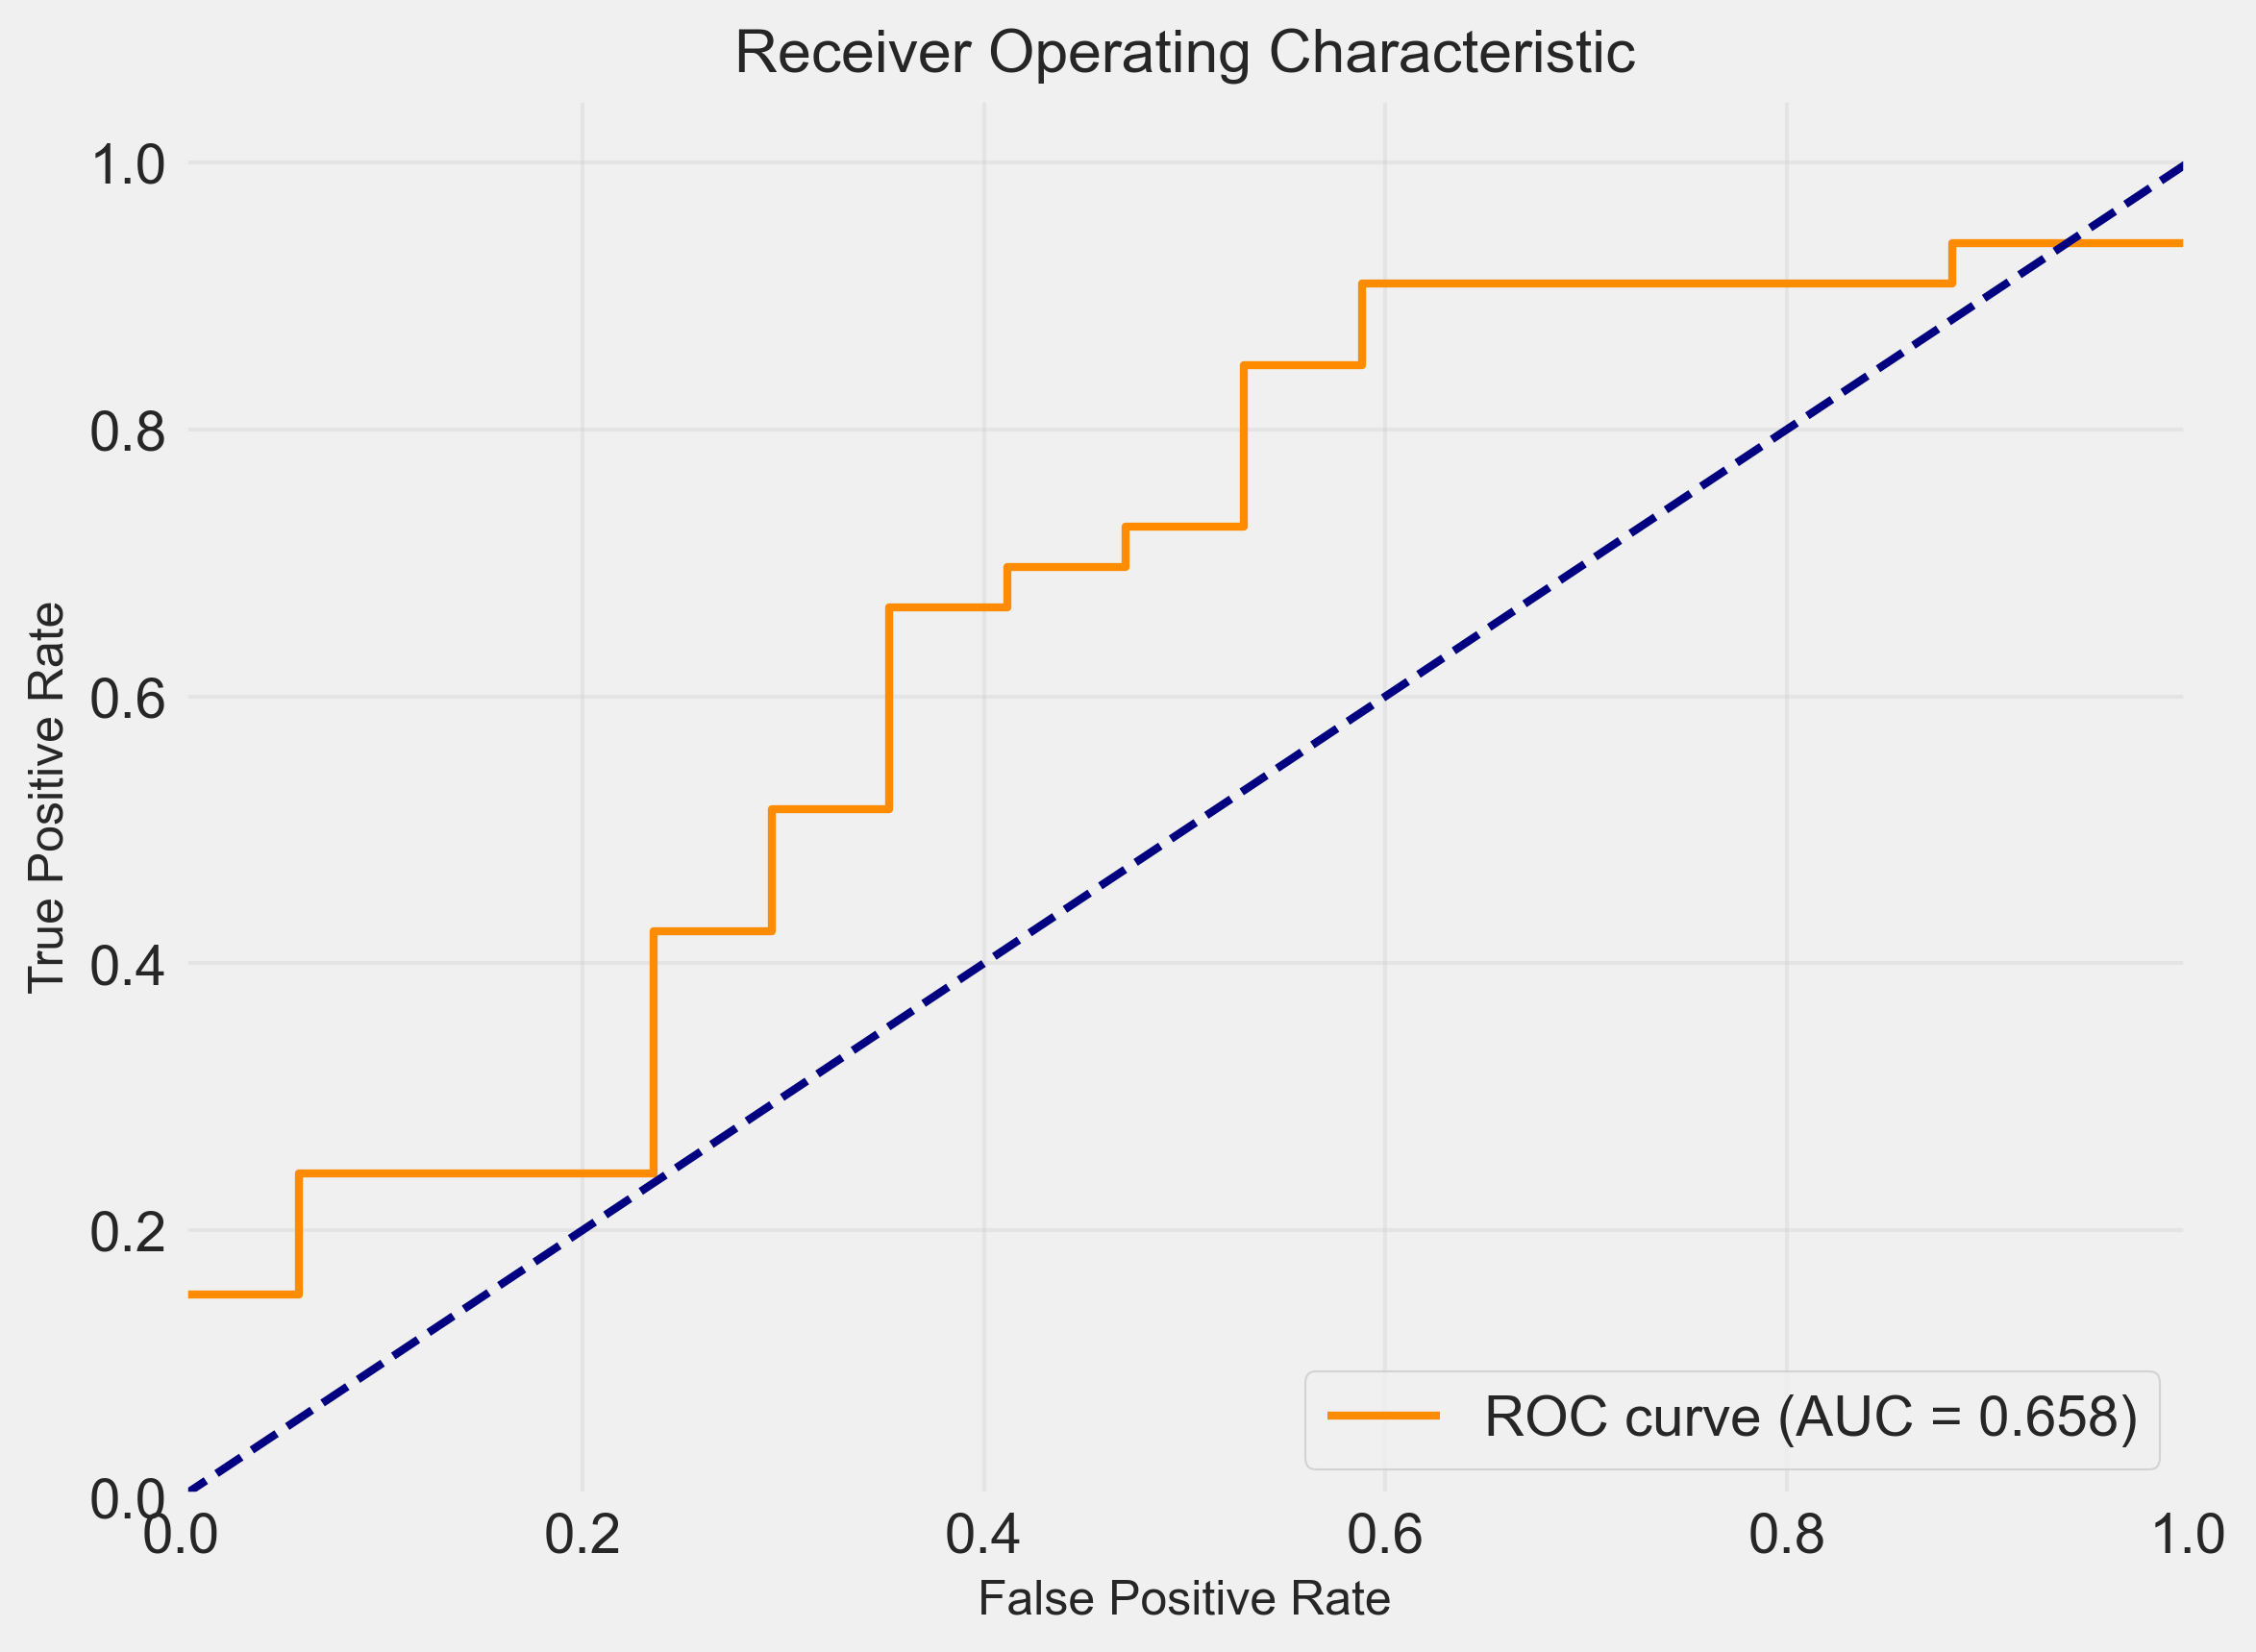 Receiver Operating Characteristic
1.0
0.8
0.6
0.4
0.2
0.0
True Positive Rate
0.0 0.2 0.4 0.6 0.8 1.0
False Positive Rate
ROC curve (AUC = 0.658)